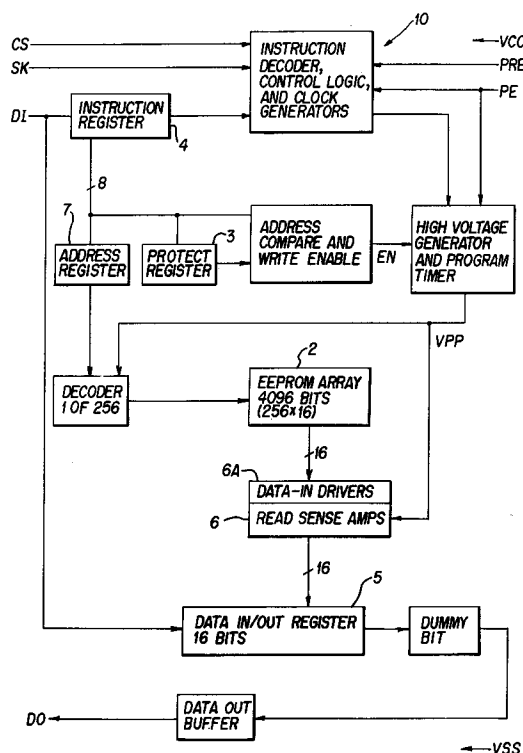 10
CS
SK
DI
INSTRUCTION
REGISTER
4
INSTRUCTION
DECODER,
CONTROL LOGIC,
AND CLOCK
GENERATORS
VCC
PRE
PE
8
7
ADDRESS
REGISTER
PROTECT
REGISTER
3
ADDRESS
COMPARE AND
WRITE ENABLE
EN
HIGH VOLTAGE
GENERATOR
AND PROGRAM
TIMER
VPP
DECODER
1 OF 256
2
EEPROM ARRAY
4096 BITS
(256×16)
16
6A
DATA-IN DRIVERS
6
READ SENSE AMPS
16
5
DATA IN/OUT REGISTER
16 BITS
DUMMY
BIT
DO
DATA OUT
BUFFER
VSS